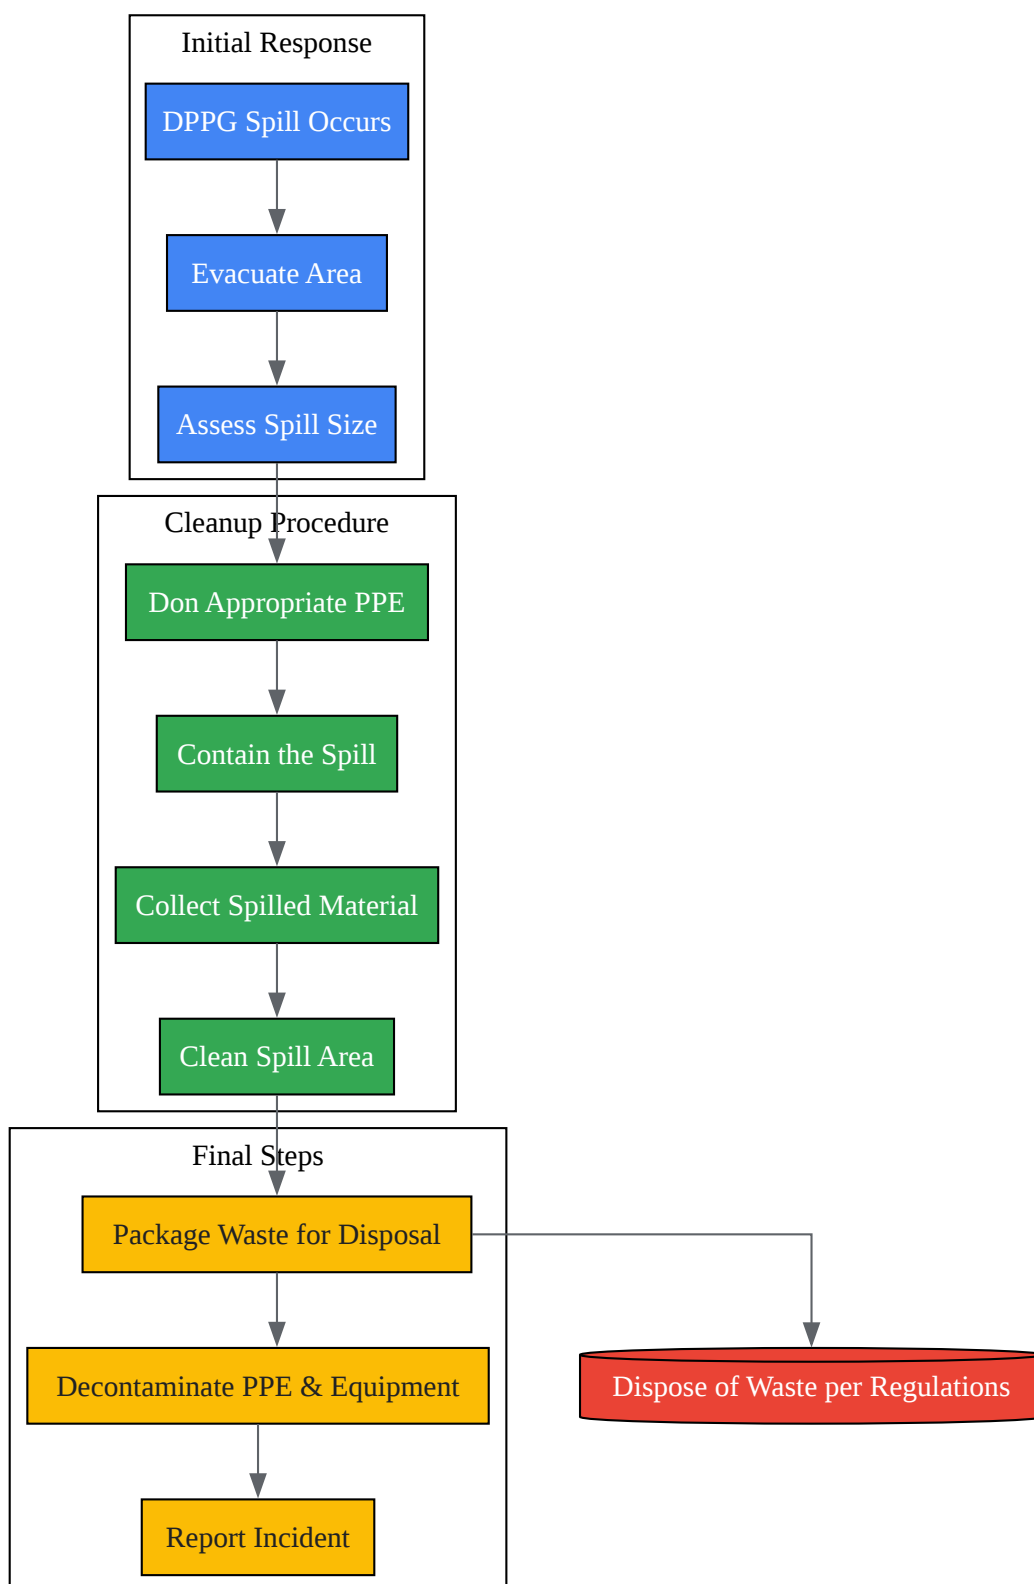 Initial Response
DPPG Spill Occurs
Evacuate Area
Assess Spill Size
Cleanup Procedure
Don Appropriate PPE
Contain the Spill
Collect Spilled Material
Clean Spill Area
Final Steps
Package Waste for Disposal
Decontaminate PPE & Equipment
Dispose of Waste per Regulations
Report Incident